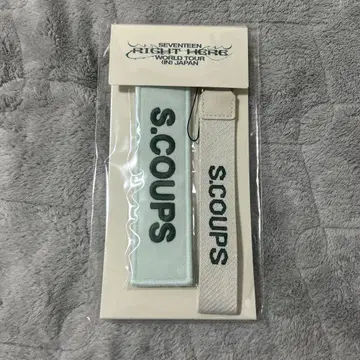 SEVENTEEN
RIGHT HERE
WORLD TOUR
(IN) JAPAN
S.COUPS
S.COUPS